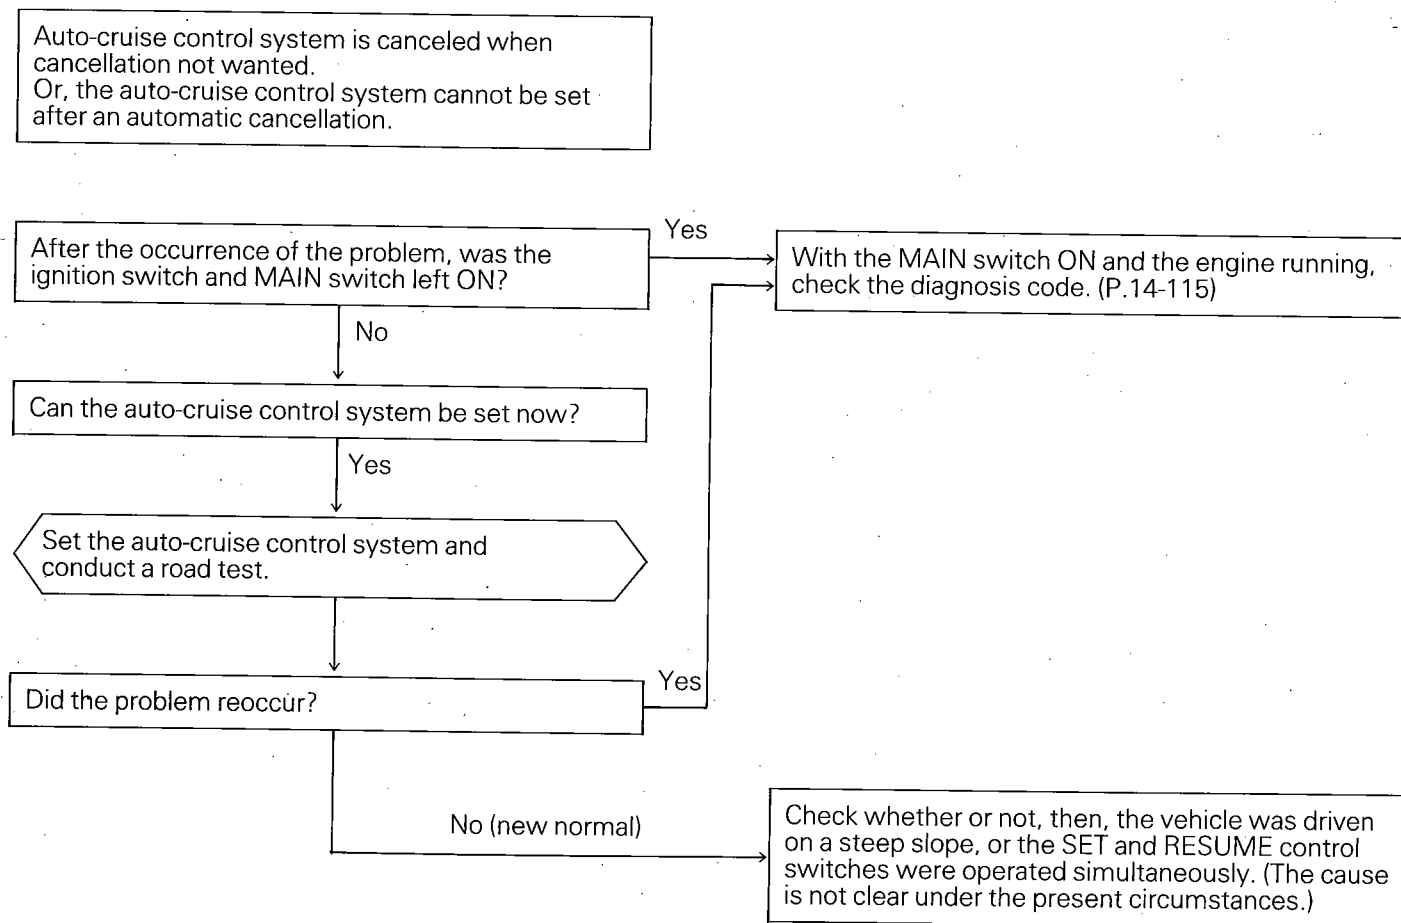 Auto-cruise control system is canceled when
cancellation not wanted.
Or, the auto-cruise control system cannot be set
after an automatic cancellation.
After the occurrence of the problem, was the
ignition switch and MAIN switch left ON?
Yes
With the MAIN switch ON and the engine running,
check the diagnosis code. (P.14-115)
No
Can the auto-cruise control system be set now?
Yes
Set the auto-cruise control system and
conduct a road test.
Did the problem reoccur?
Yes
No (new normal)
Check whether or not, then, the vehicle was driven
on a steep slope, or the SET and RESUME control
switches were operated simultaneously. (The cause
is not clear under the present circumstances.)